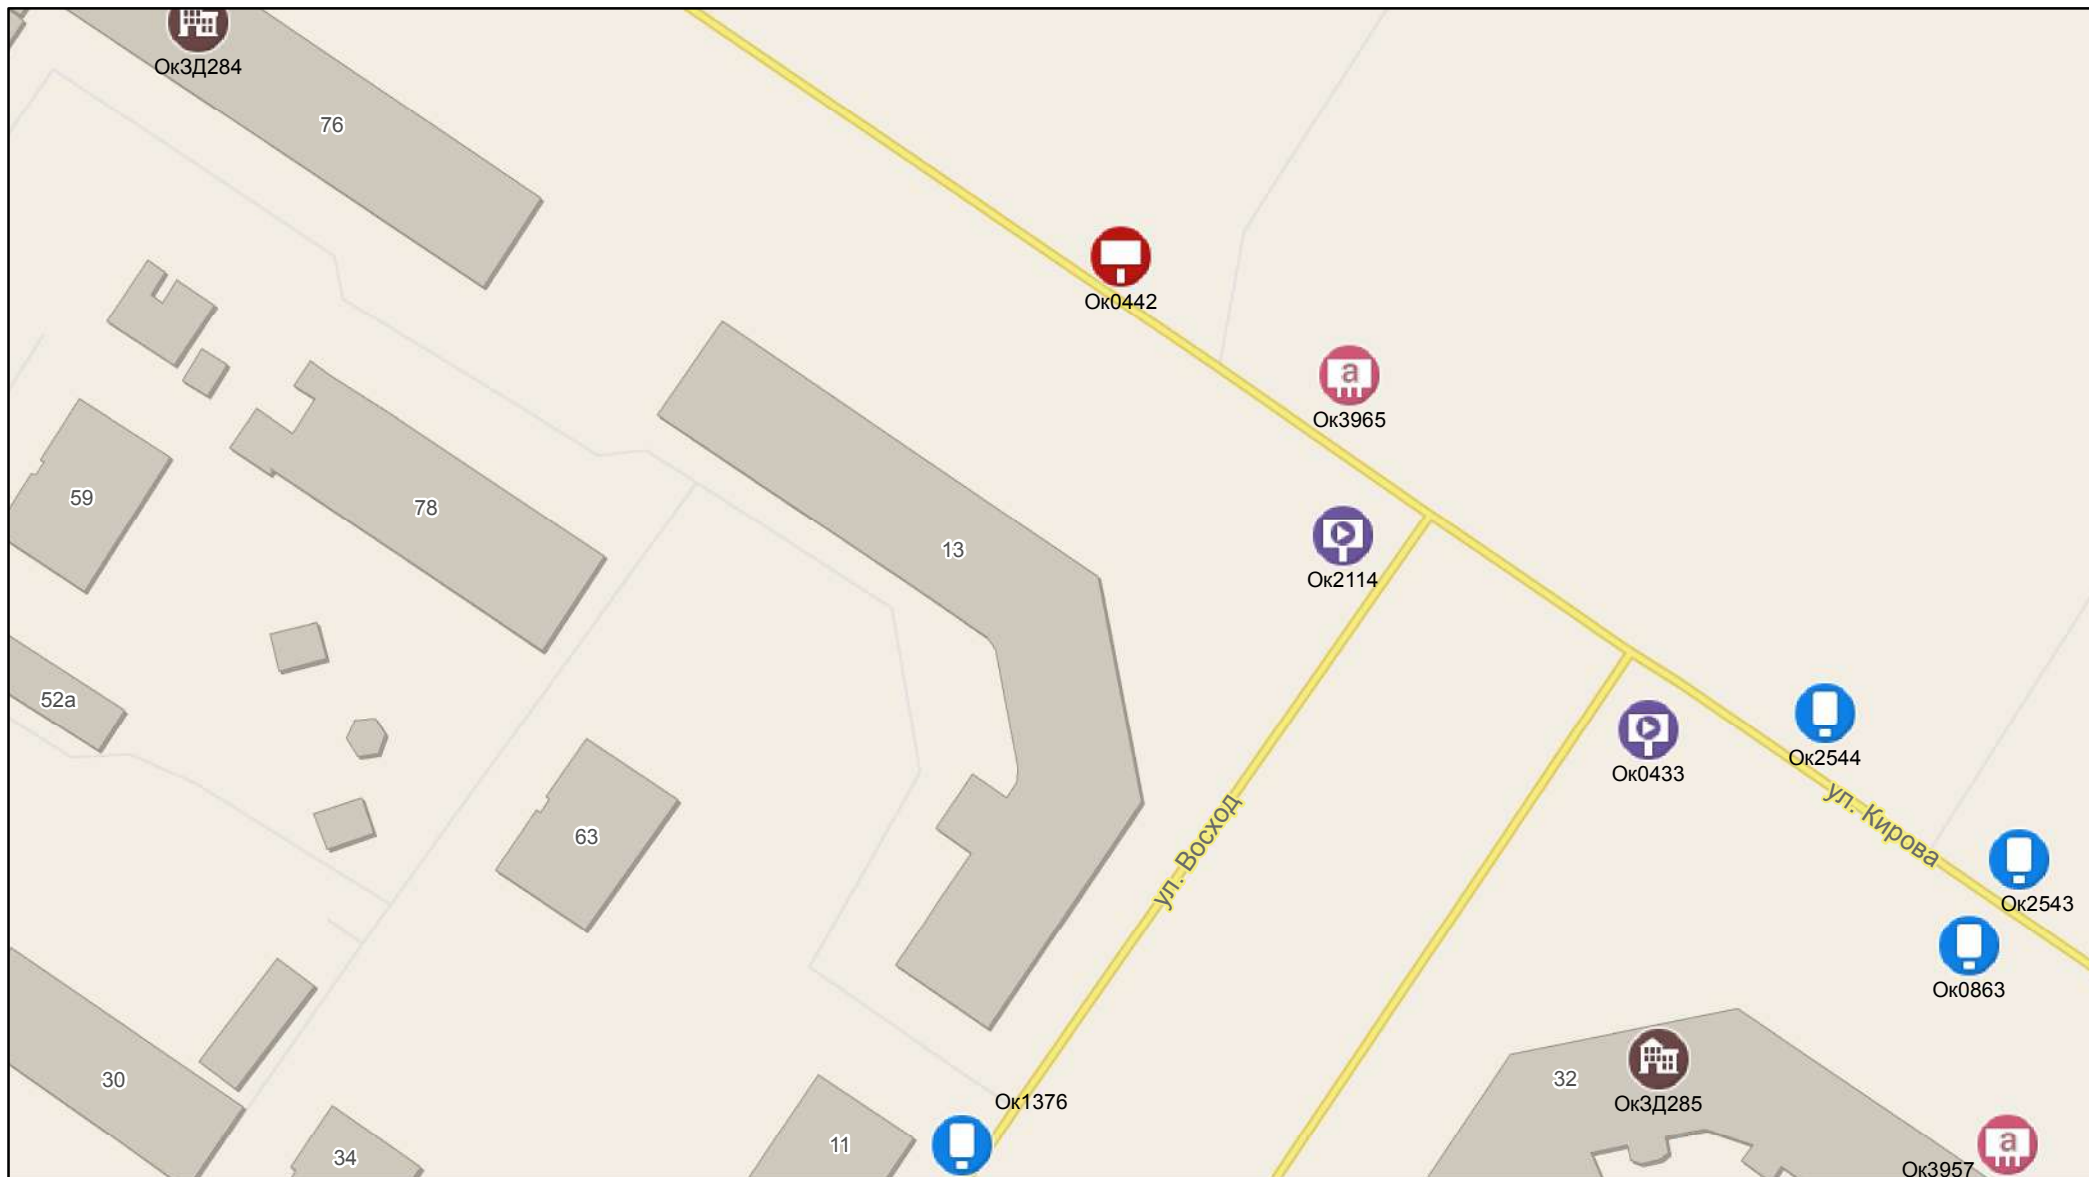 ОкЗД284
76
Ок0442
a
Ок3965
59
78
13
Ок2114
52а
63
Ок0433
Ок2544
ул. Восход
ул. Кирова
Ок2543
Ок0863
30
32
ОкЗД285
Ок1376
34
11
a
Ок3957